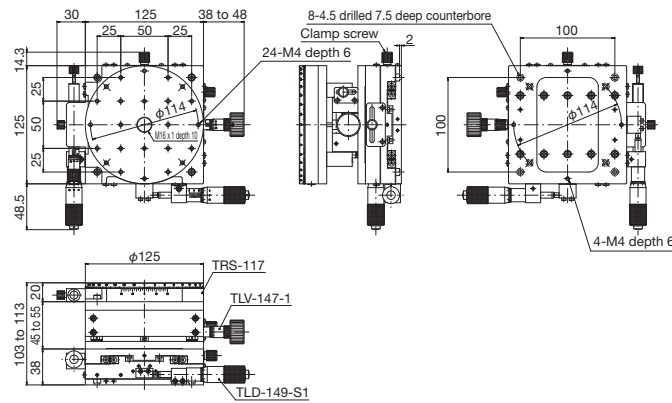 30
125
38 to 48
25
50
25
24-M4 depth 6
14.3
125
25
50
25
48.5
φ114
M16 x 1 depth 10
8-4.5 drilled 7.5 deep counterbore
Clamp screw
2
100
100
φ114
4-M4 depth 6
φ125
TRS-117
TLV-147-1
TLD-149-S1
103 to 113
20
45 to 55
38